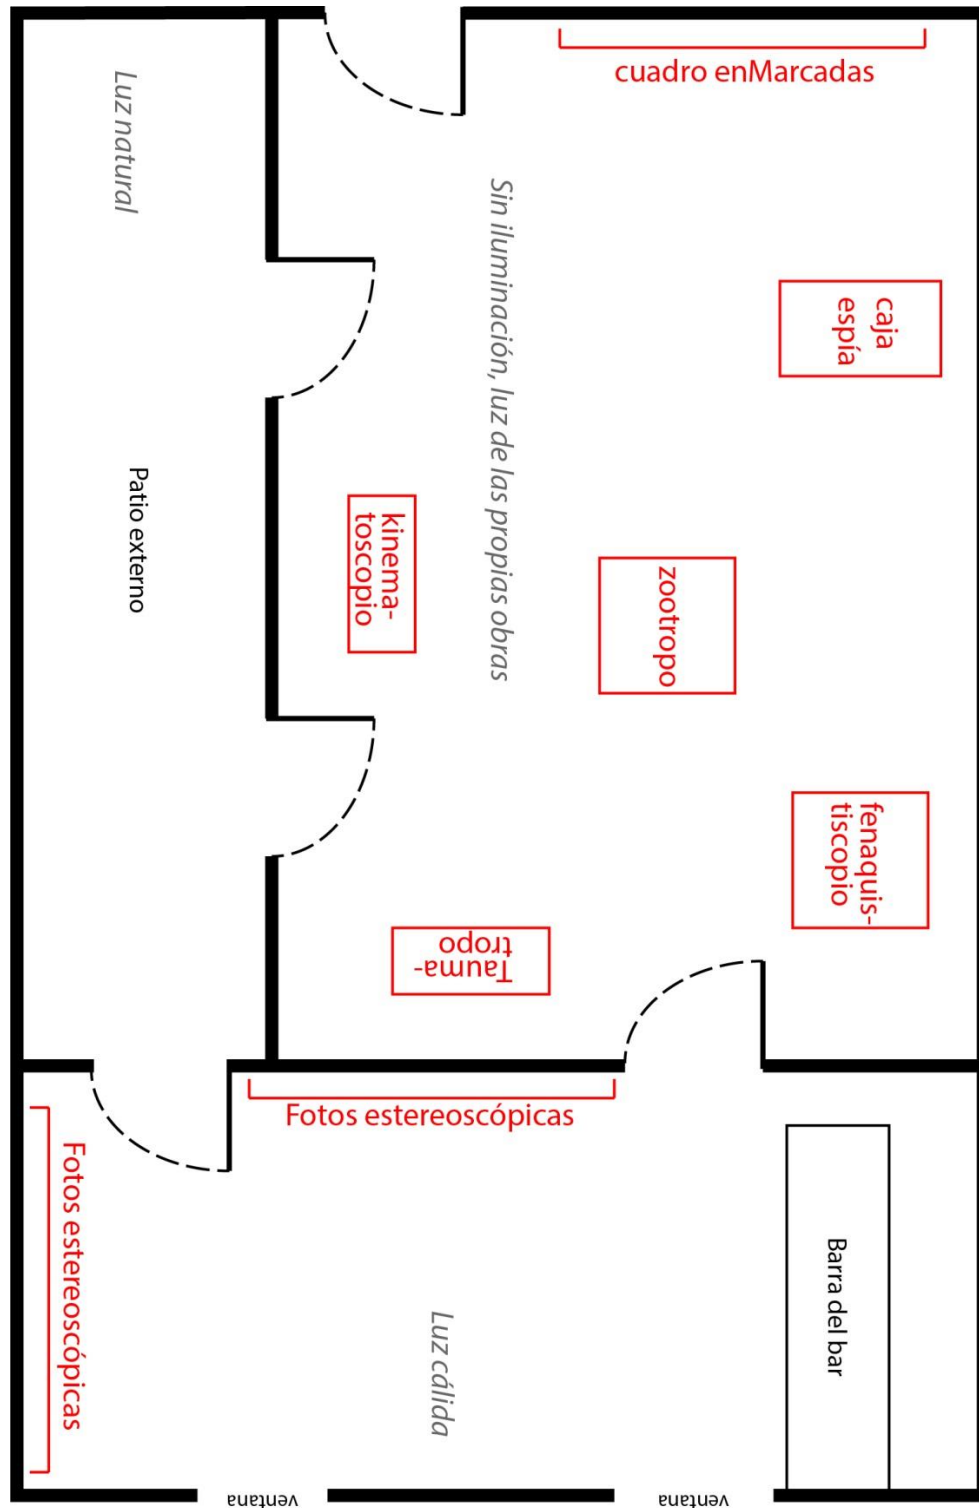 cuadro enMarcadas
Luz natural
Sin iluminación, luz de las propias obras
caja
espía
Patio externo
kinema-
toscopio
zootropo
fenaquis-
tiscopio
Tauma-
tropo
Fotos estereoscópicas
Fotos estereoscópicas
Barra del bar
Luz cálida
ventana
ventana